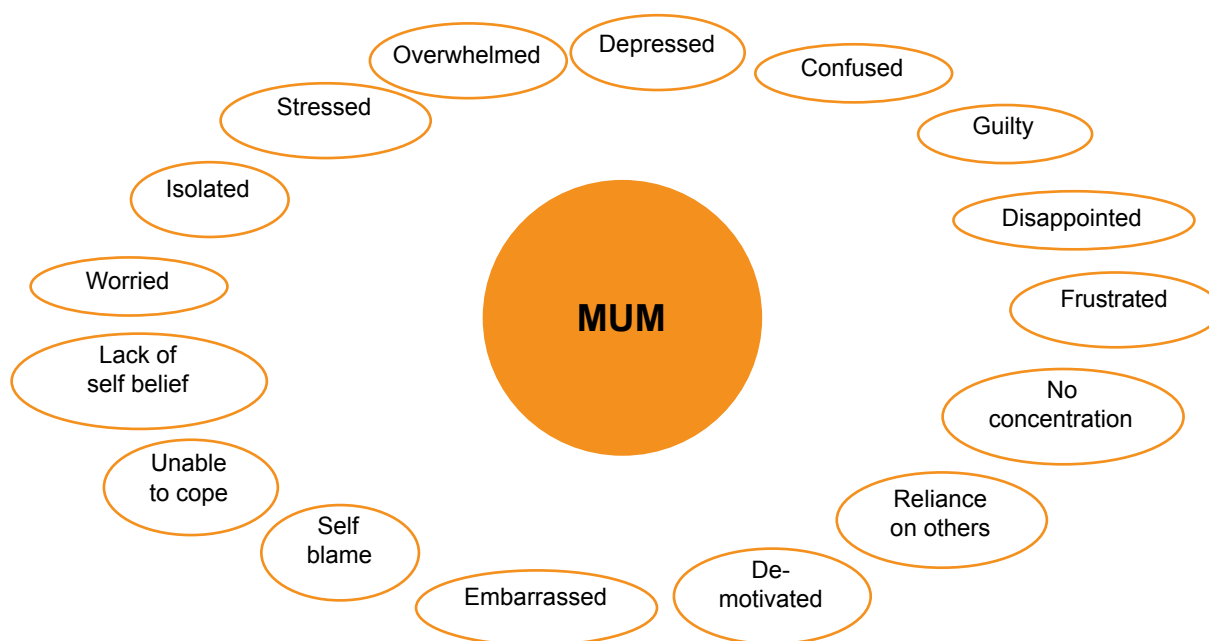 Overwhelmed
Depressed
Confused
Stressed
Guilty
Isolated
Disappointed
Worried
Frustrated
MUM
Lack of
self belief
No
concentration
Unable
to cope
Reliance
on others
Self
blame
De-
motivated
Embarrassed